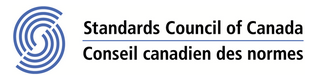 Standards Council of Canada
Conseil canadien des normes